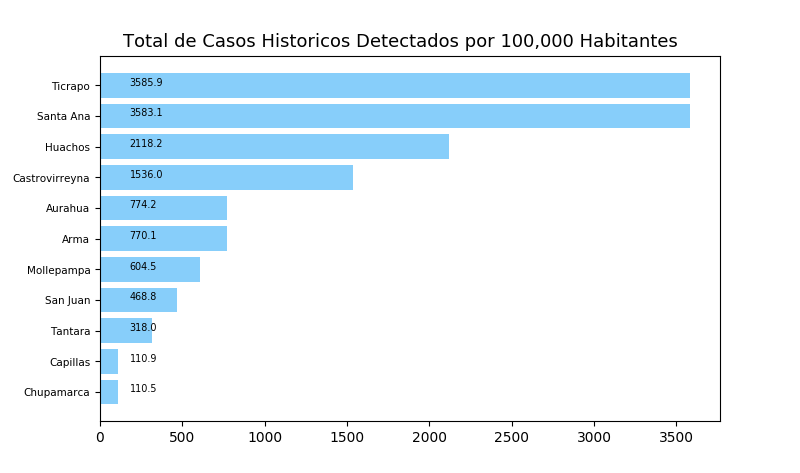 Total de Casos Historicos Detectados por 100,000 Habitantes
Ticrapo 3585.9
Santa Ana 3583.1
Huachos 2118.2
Castrovirreyna 1536.0
Aurahua 774.2
Arma 770.1
Mollepampa 604.5
San Juan 468.8
Tantara 318.0
Capillas 110.9
Chupamarca 110.5
0 500 1000 1500 2000 2500 3000 3500